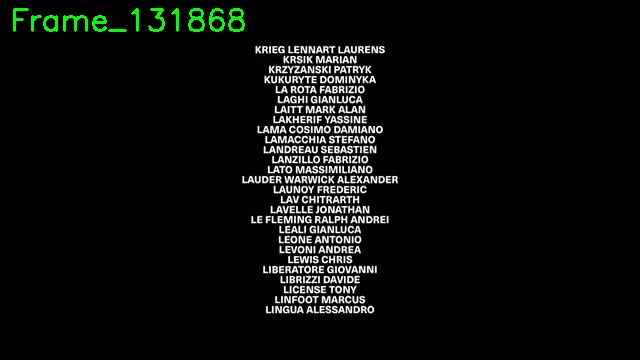 Frame_131868
KRIEG LENNART LAURENS
KRSIK MARIAN
KRZYZANSKI PATRYK
KUKURYTE DOMINYKA
LA ROTA FABRIZIO
LAGHI GIANLUCA
LAITT MARK ALAN
LAKHERIF YASSINE
LAMA COSIMO DAMIANO
LAMACCHIA STEFANO
LANDREAU SEBASTIEN
LANZILLO FABRIZIO
LATO MASSIMILIANO
LAUDER WARWICK ALEXANDER
LAUNOY FREDERIC
LAV CHITRARTH
LAVELLE JONATHAN
LE FLEMING RALPH ANDREI
LEALI GIANLUCA
LEONE ANTONIO
LEVONI ANDREA
LEWIS CHRIS
LIBERATORE GIOVANNI
LIBRIZZI DAVIDE
LICENSE TONY
LINFOOT MARCUS
LINGUA ALESSANDRO